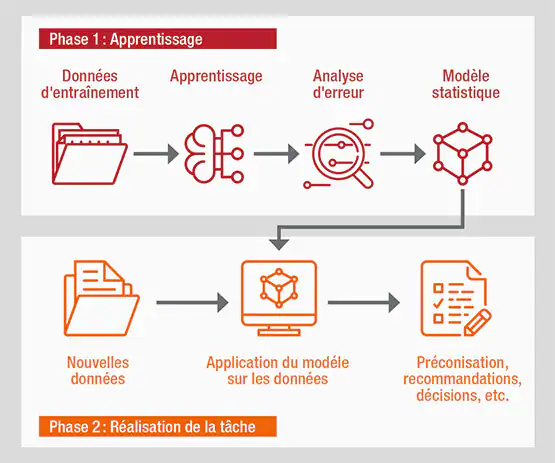 Phase 1 : Apprentissage
Données
d'entraînement
Apprentissage
Analyse
d'erreur
Modèle
statistique
Nouvelles
données
Application du modéle
sur les données
Préconisation,
recommandations,
décisions, etc.
Phase 2 : Réalisation de la tâche